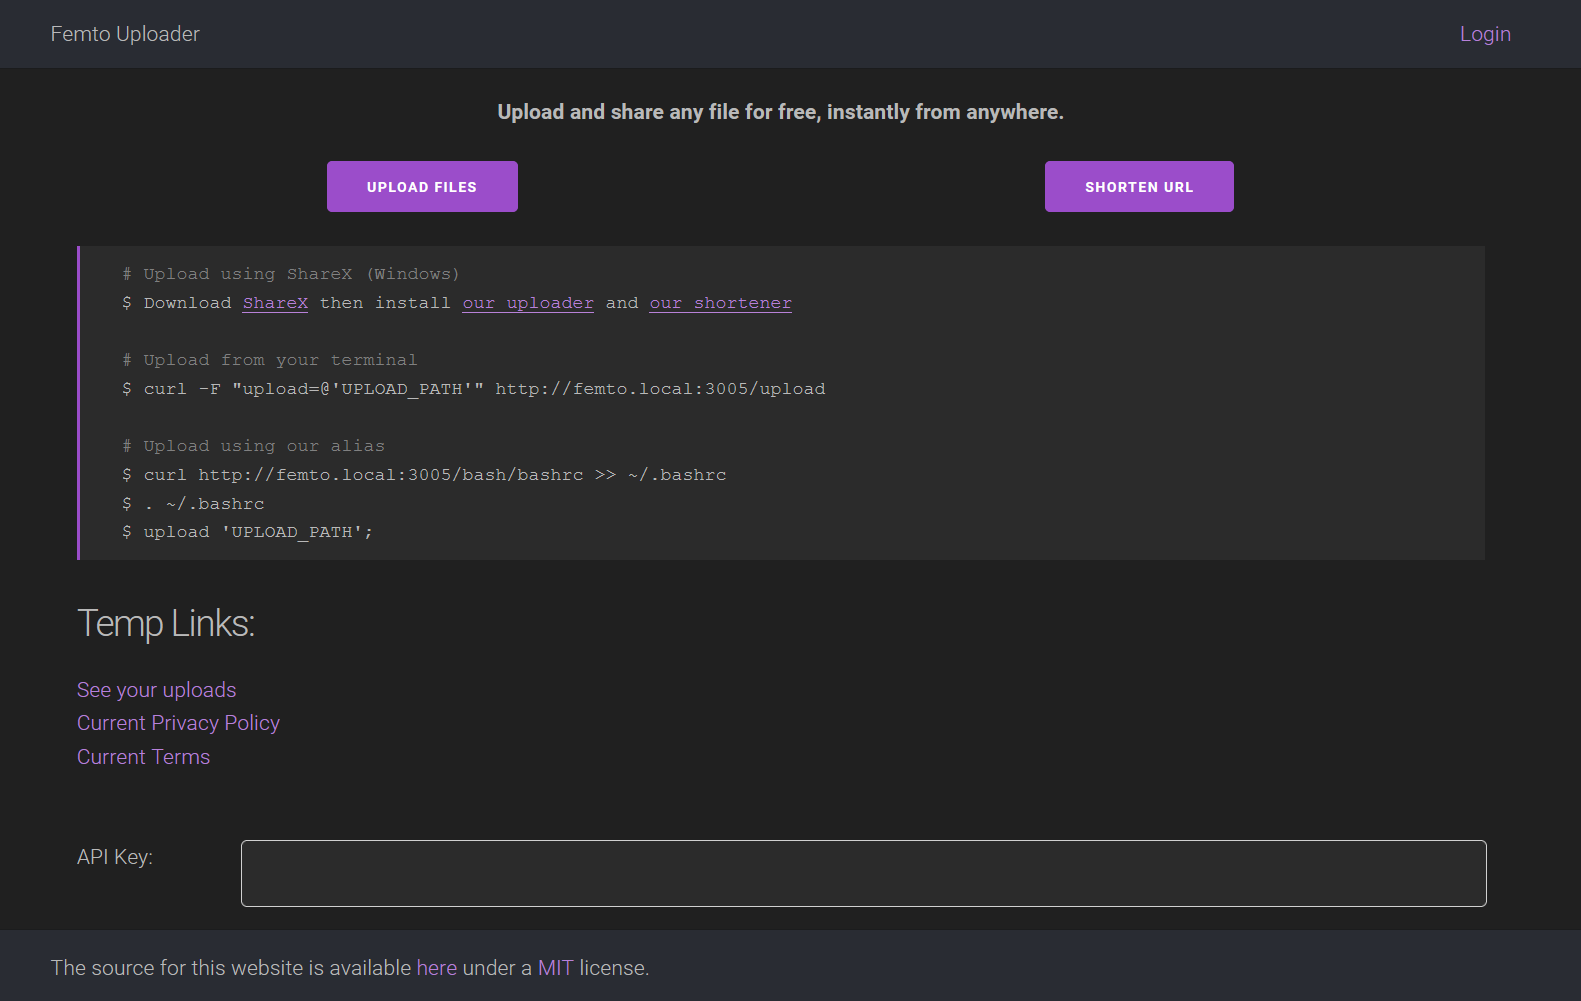 Femto Uploader
Login
Upload and share any file for free, instantly from anywhere.
UPLOAD FILES
SHORTEN URL
# Upload using ShareX (Windows)
$ Download ShareX then install our uploader and our shortener
# Upload from your terminal
$ curl -F "upload=@'UPLOAD_PATH'" http://femto.local:3005/upload
# Upload using our alias
$ curl http://femto.local:3005/bash/bashrc >> ~/.bashrc
$ . ~/.bashrc
$ upload 'UPLOAD_PATH';
Temp Links:
See your uploads
Current Privacy Policy
Current Terms
API Key:
The source for this website is available here under a MIT license.